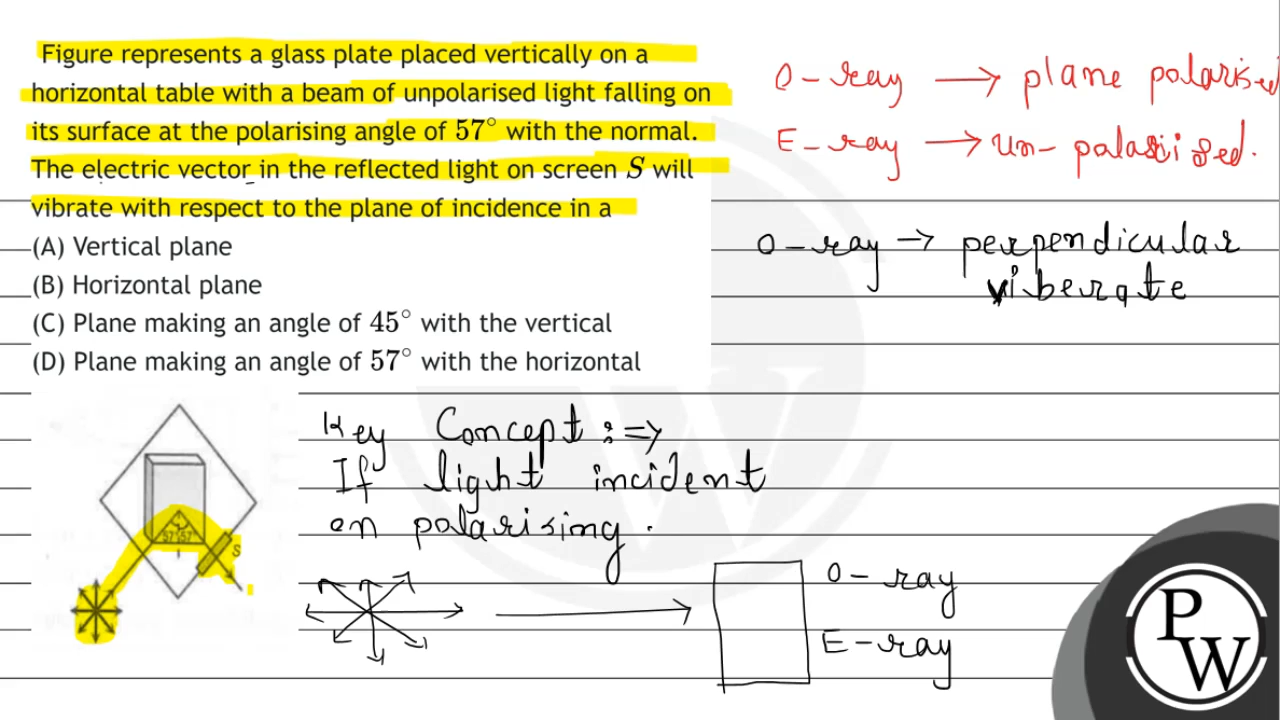 Figure represents a glass plate placed vertically on a
horizontal table with a beam of unpolarised light falling on
its surface at the polarising angle of 57° with the normal.
The electric vector in the reflected light on screen S will
vibrate with respect to the plane of incidence in a
(A) Vertical plane
(B) Horizontal plane
(C) Plane making an angle of 45° with the vertical
(D) Plane making an angle of 57° with the horizontal
O-ray → plane polarised
E-ray → un-polarised.
O-ray → perpendicular
viberate
57° 57°
S
Key Concept :⇒
If light incident
on polarising.
O-ray
E-ray
P
W